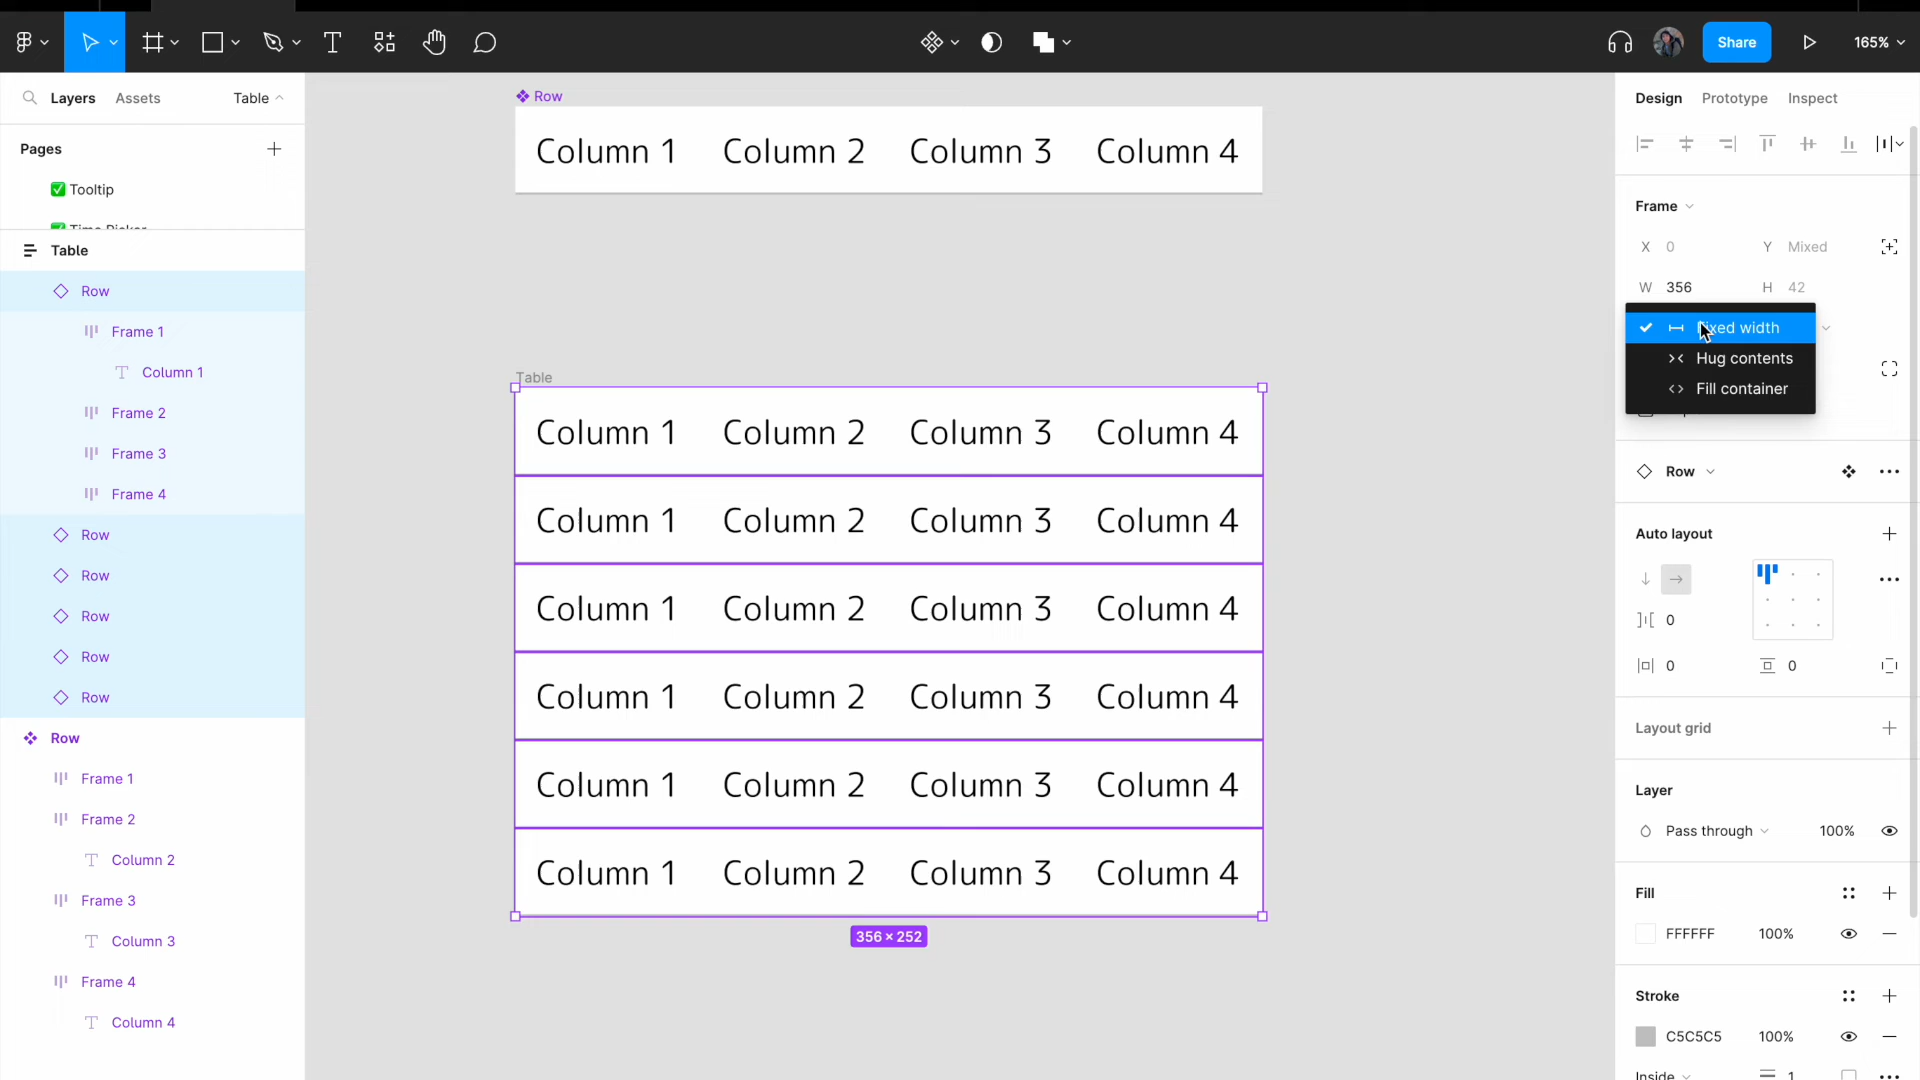 Share
165%
Layers
Assets
Table
Pages
Tooltip
Table
Row
Frame 1
Column 1
Frame 2
Frame 3
Frame 4
Row
Row
Row
Row
Row
Row
Frame 1
Frame 2
Column 2
Frame 3
Column 3
Frame 4
Column 4
Row
Column 1 Column 2 Column 3 Column 4
Table
Column 1 Column 2 Column 3 Column 4
Column 1 Column 2 Column 3 Column 4
Column 1 Column 2 Column 3 Column 4
Column 1 Column 2 Column 3 Column 4
Column 1 Column 2 Column 3 Column 4
Column 1 Column 2 Column 3 Column 4
356 × 252
Design Prototype Inspect
Frame
X 0 Y Mixed
W 356 H 42
width
Hug contents
Fill container
Row
Auto layout
0
0 0
Layout grid
Layer
Pass through 100%
Fill
FFFFFF 100%
Stroke
C5C5C5 100%
Inside 1